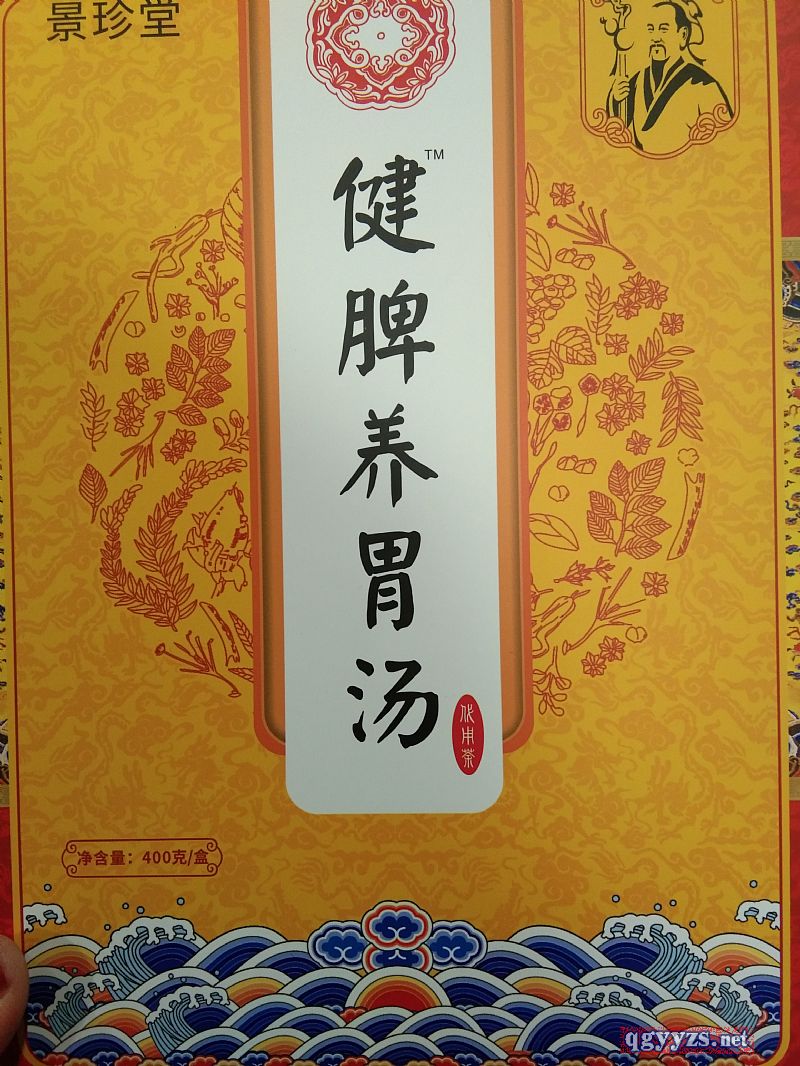 景珍堂
健脾养胃汤
TM
代用茶
净含量：400克/盒
qgyyzs.net